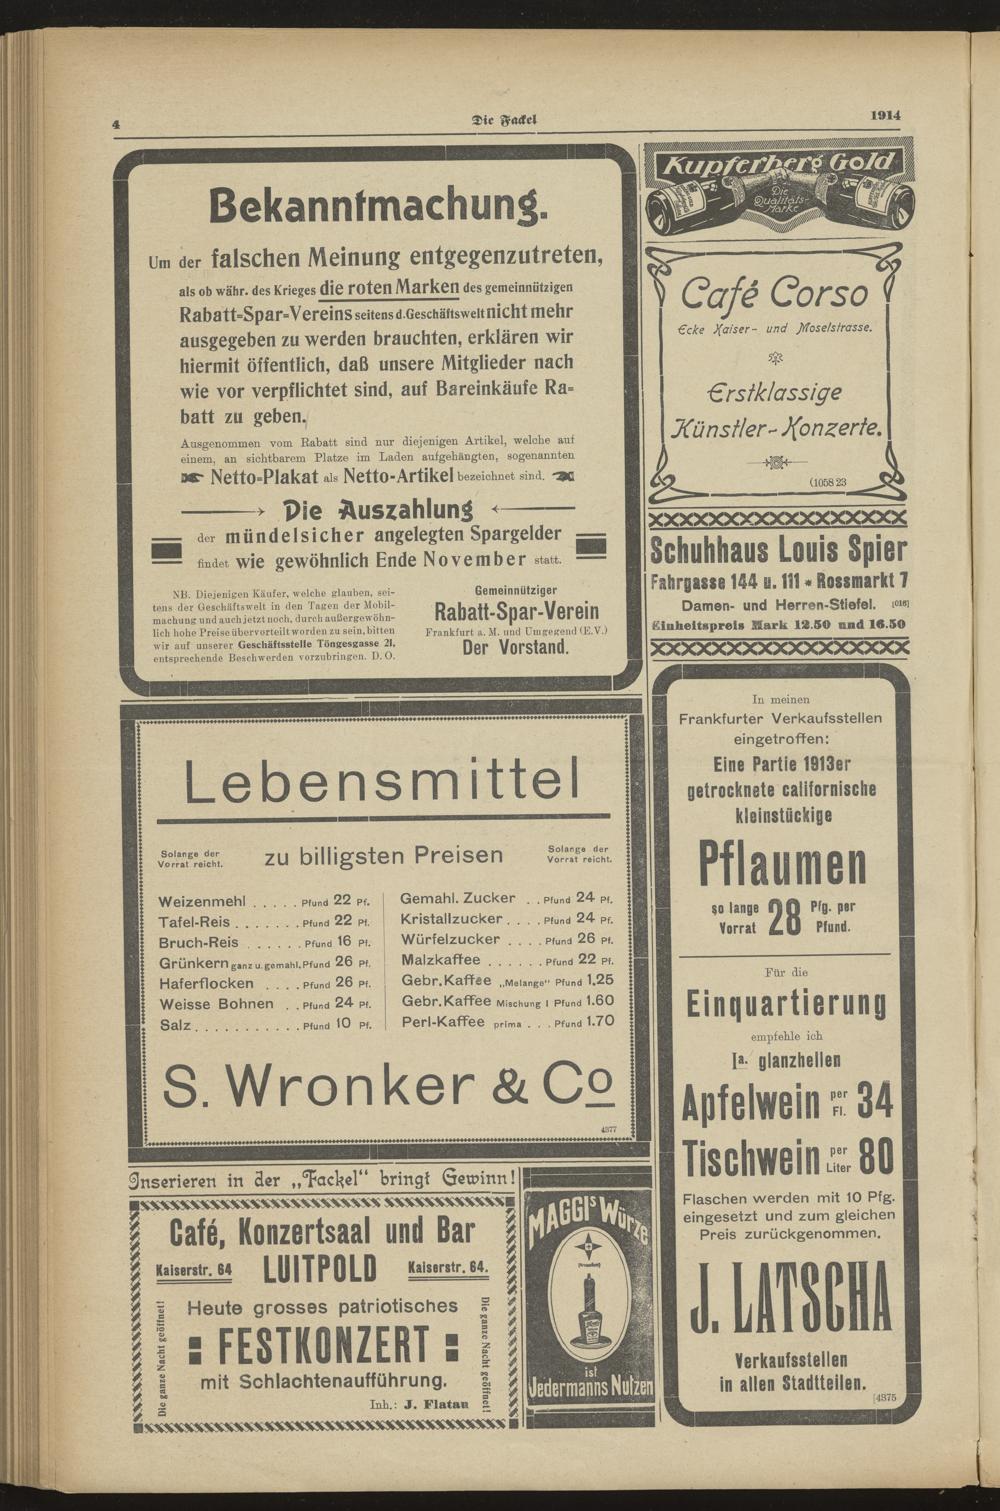 4
Die Fackel
1914
Bekanntmachung.
Um der falschen Meinung entgegenzutreten,
als ob währ. des Krieges die roten Marken des gemeinnützigen
Rabatt=Spar=Vereins seitens d. Geschäftswelt nicht mehr
ausgegeben zu werden brauchten, erklären wir
hiermit öffentlich, daß unsere Mitglieder nach
wie vor verpflichtet sind, auf Bareinkäufe Ra=
batt zu geben.
Ausgenommen vom Rabatt sind nur diejenigen Artikel, welche auf
einem, an sichtbarem Platze im Laden aufgehängten, sogenannten
Netto=Plakat als Netto=Artikel bezeichnet sind.
Die Auszahlung
der mündelsicher angelegten Spargelder
findet wie gewöhnlich Ende November statt.
NB. Diejenigen Käufer, welche glauben, sei-
tens der Geschäftswelt in den Tagen der Mobil-
machung und auch jetzt noch, durch außergewöhn-
lich hohe Preise übervorteilt worden zu sein, bitten
wir auf unserer Geschäftsstelle Töngesgasse 21,
entsprechende Beschwerden vorzubringen. D. O.
Gemeinnütziger
Rabatt-Spar-Verein
Frankfurt a. M. und Umgegend (E.V.)
Der Vorstand.
Kupferberg Gold
Die
Qualitäts-
Marke
Café Corso
Ecke Kaiser- und Moselstrasse.
Erstklassige
Künstler-Konzerte.
(1058 23
Schuhhaus Louis Spier
Fahrgasse 144 u. 111 * Rossmarkt 7
Damen- und Herren-Stiefel. [016]
Einheitspreis Mark 12.50 und 16.50
Lebensmittel
Solange der
Vorrat reicht.
zu billigsten Preisen
Solange der
Vorrat reicht.
Weizenmehl . . . . . Pfund 22 Pf.
Tafel-Reis . . . . . . . Pfund 22 Pf.
Bruch-Reis . . . . . . Pfund 16 Pf.
Grünkern ganz u. gemahl. Pfund 26 Pf.
Haferflocken . . . . Pfund 26 Pf.
Weisse Bohnen . . Pfund 24 Pf.
Salz . . . . . . . . . . . Pfund 10 Pf.
Gemahl. Zucker . . Pfund 24 Pf.
Kristallzucker . . . . Pfund 24 Pf.
Würfelzucker . . . . Pfund 26 Pf.
Malzkaffee . . . . . . Pfund 22 Pf.
Gebr. Kaffee „Melange“ Pfund 1.25
Gebr. Kaffee Mischung I Pfund 1.60
Perl-Kaffee prima . . . Pfund 1.70
S. Wronker & Co
4377
In meinen
Frankfurter Verkaufsstellen
eingetroffen:
Eine Partie 1913er
getrocknete californische
kleinstückige
Pflaumen
so lange
Vorrat
28
Pfg. per
Pfund.
Für die
Einquartierung
empfehle ich
Ia. glanzhellen
Apfelwein per Fl. 34
Tischwein per Liter 80
Flaschen werden mit 10 Pfg.
eingesetzt und zum gleichen
Preis zurückgenommen.
J. LATSCHA
Verkaufsstellen
in allen Stadtteilen.
[4375
Inserieren in der „Fackel“ bringt Gewinn!
Café, Konzertsaal und Bar
Kaiserstr. 64 LUITPOLD Kaiserstr. 64.
Die ganze Nacht geöffnet!
Heute grosses patriotisches
FESTKONZERT
mit Schlachtenaufführung.
Inh.: J. Flatau
Die ganze Nacht geöffnet!
MAGGIs Würze
ist
Jedermanns Nutzen